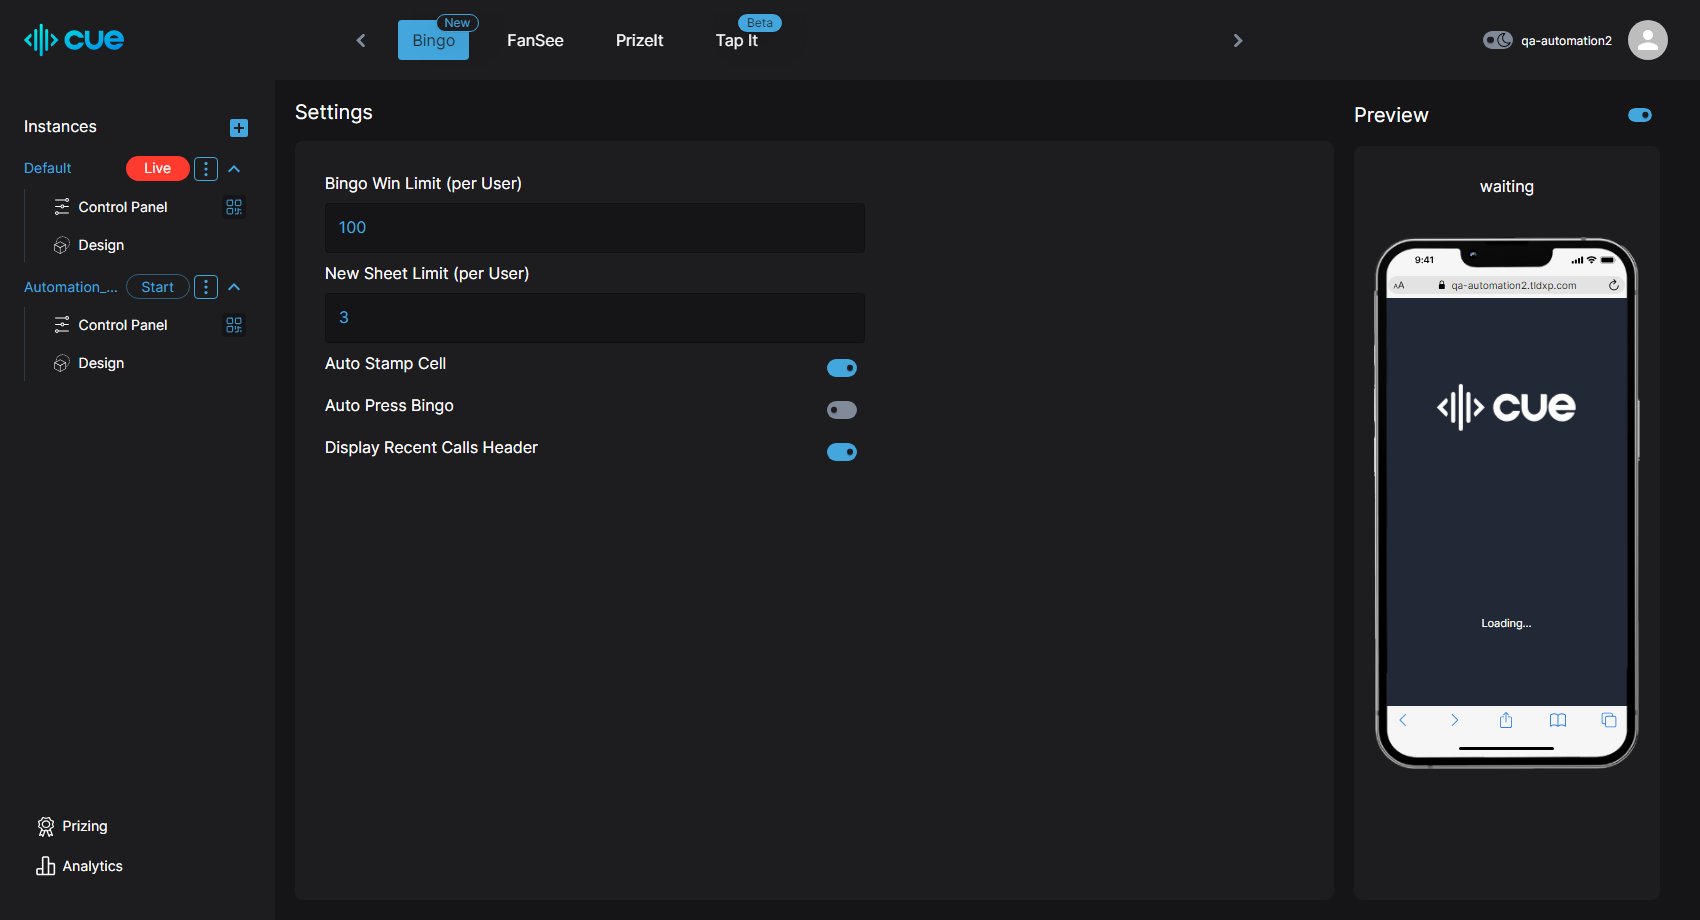 cue
Bingo
New
FanSee
PrizeIt
Tap It
Beta
qa-automation2
Instances
Default
Live
Control Panel
Design
Automation_...
Start
Control Panel
Design
Prizing
Analytics
Settings
Bingo Win Limit (per User)
100
New Sheet Limit (per User)
3
Auto Stamp Cell
Auto Press Bingo
Display Recent Calls Header
Preview
waiting
9:41
AA
qa-automation2.tldxp.com
cue
Loading...